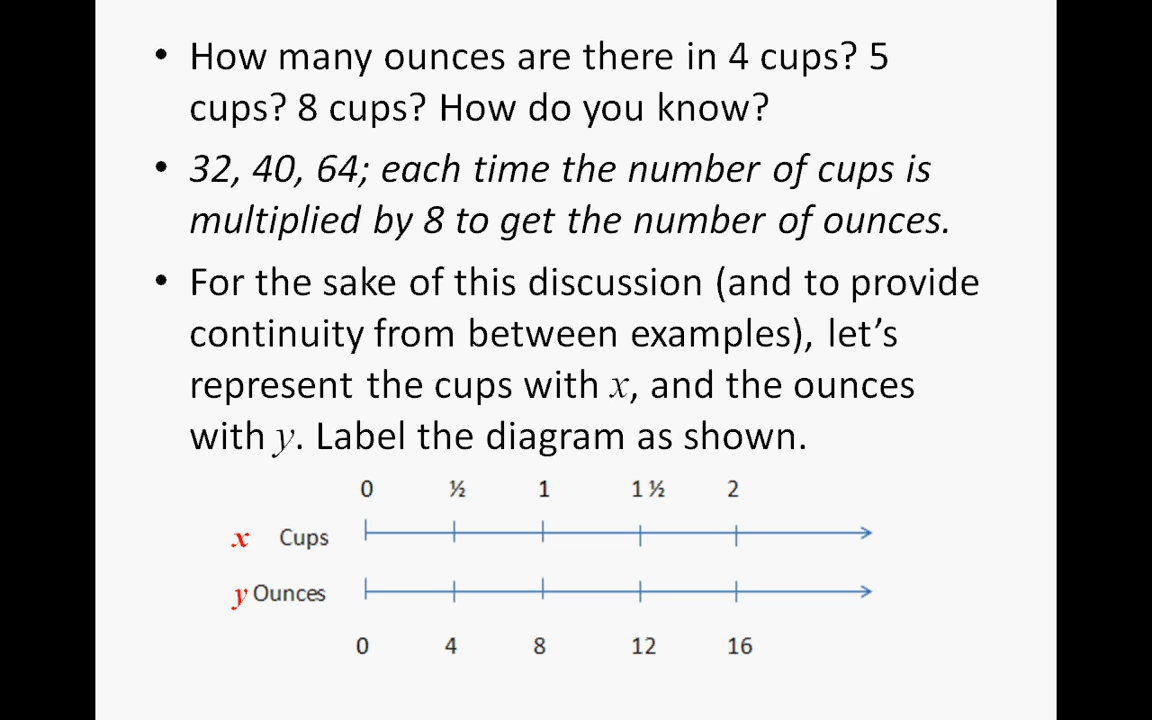 • How many ounces are there in 4 cups? 5
cups? 8 cups? How do you know?
• 32, 40, 64; each time the number of cups is
multiplied by 8 to get the number of ounces.
• For the sake of this discussion (and to provide
continuity from between examples), let’s
represent the cups with x, and the ounces
with y. Label the diagram as shown.
0 ½ 1 1 ½ 2
x Cups
y Ounces
0 4 8 12 16